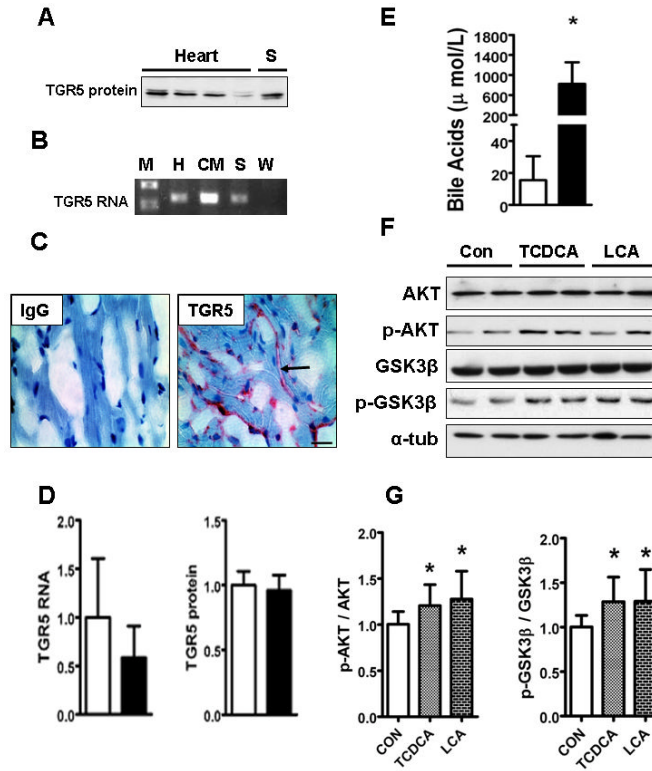 A
Heart S
TGR5 protein
B
M H CM S W
TGR5 RNA
C
IgG
TGR5
D
TGR5 RNA
2.0
1.5
1.0
0.5
0.0
TGR5 protein
1.5
1.0
0.5
0.0
E
*
Bile Acids (μ mol/L)
1800
1400
1000
600
200
40
20
0
F
Con TCDCA LCA
AKT
p-AKT
GSK3β
p-GSK3β
α-tub
G
p-AKT / AKT
2.0
1.5
1.0
0.5
0.0
* *
CON TCDCA LCA
p-GSK3β / GSK3β
2.0
1.5
1.0
0.5
0.0
* *
CON TCDCA LCA